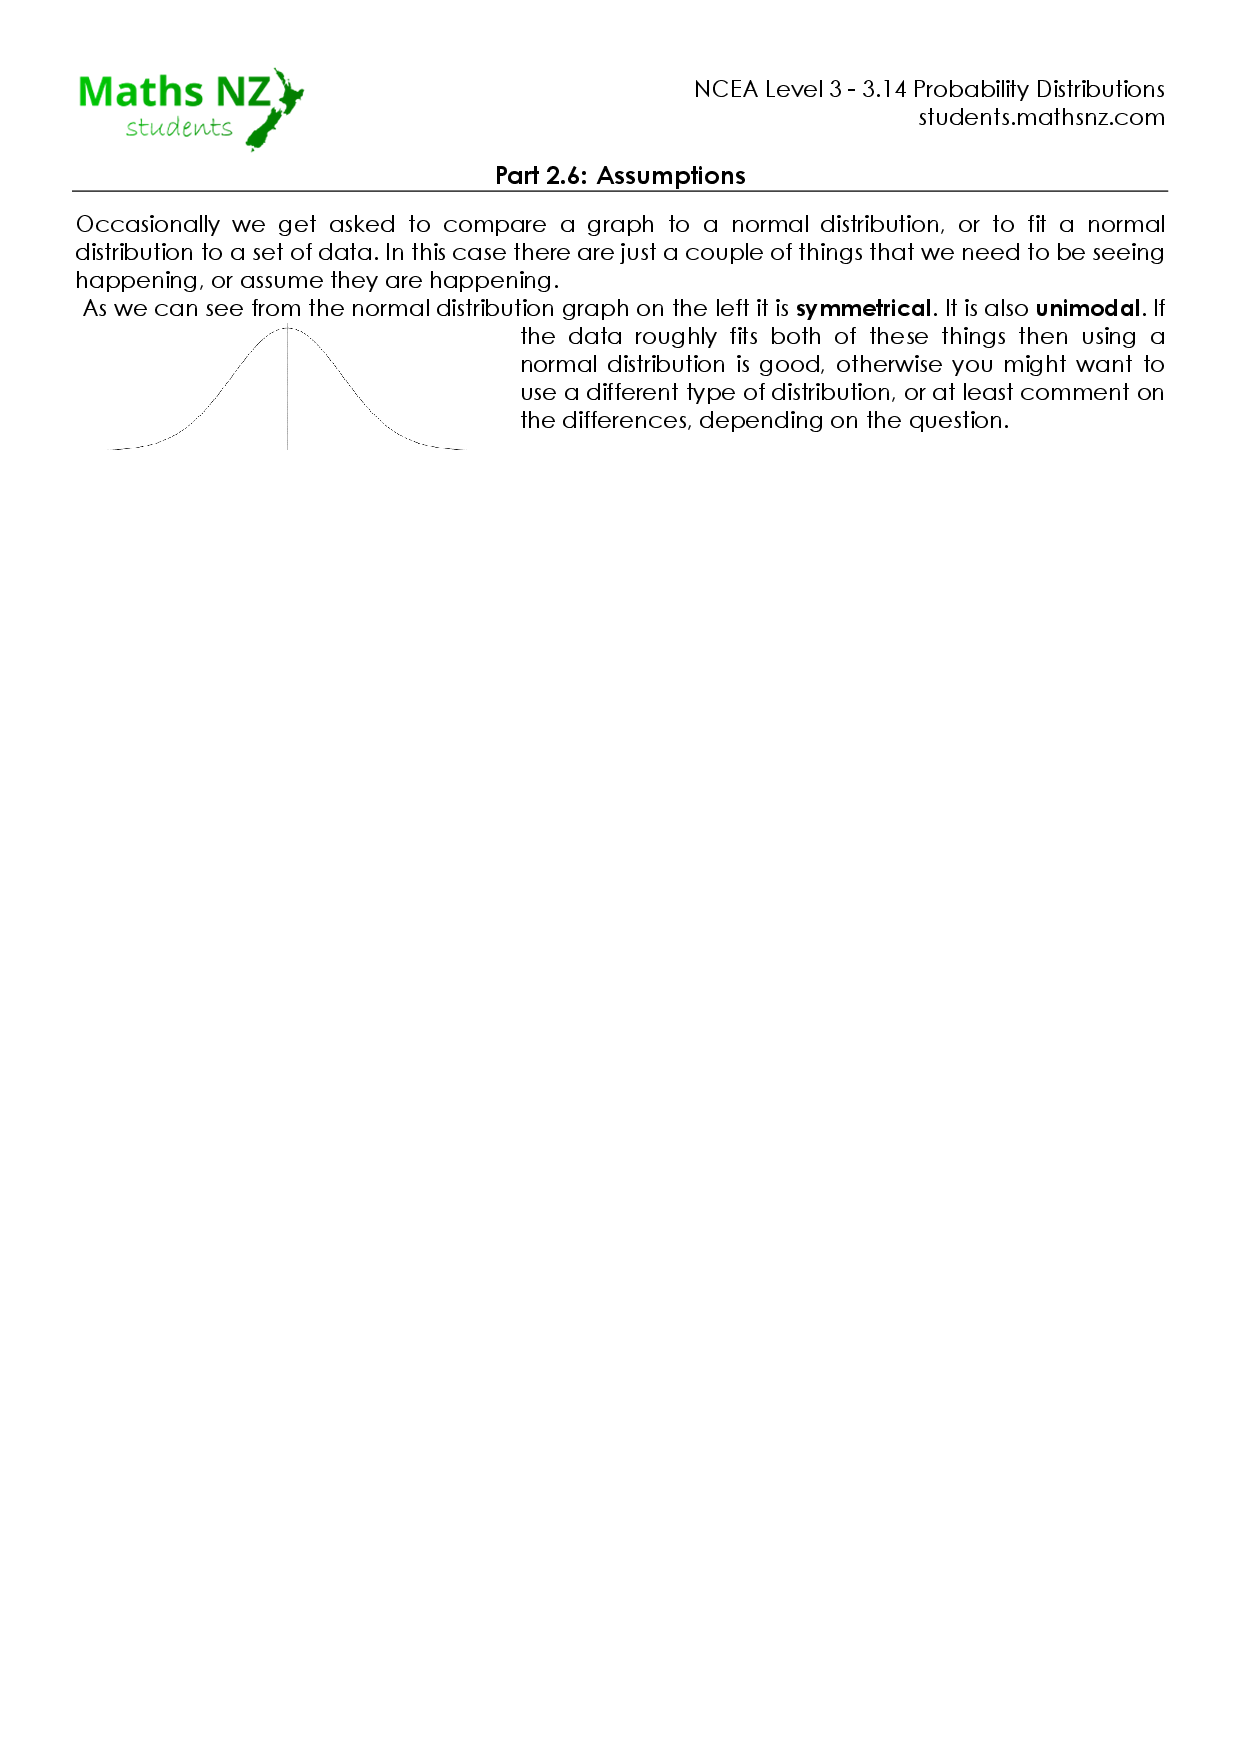 Maths NZ
students
NCEA Level 3 - 3.14 Probability Distributions
students.mathsnz.com
Part 2.6: Assumptions
Occasionally we get asked to compare a graph to a normal distribution, or to fit a normal
distribution to a set of data. In this case there are just a couple of things that we need to be seeing
happening, or assume they are happening.
As we can see from the normal distribution graph on the left it is symmetrical. It is also unimodal. If
the data roughly fits both of these things then using a
normal distribution is good, otherwise you might want to
use a different type of distribution, or at least comment on
the differences, depending on the question.